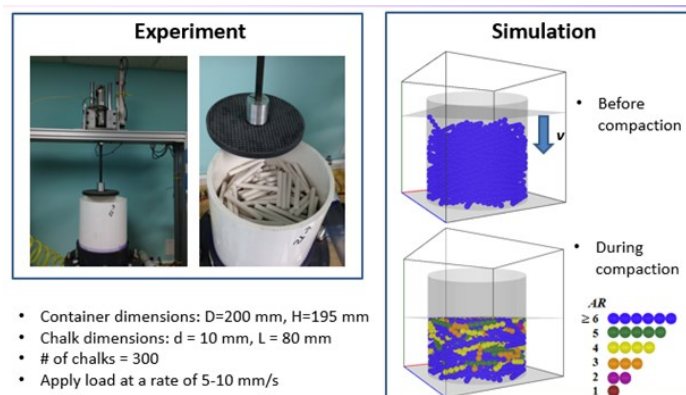 Experiment
Simulation
• Before
compaction
v
• During
compaction
• Container dimensions: D=200 mm, H=195 mm
• Chalk dimensions: d = 10 mm, L = 80 mm
• # of chalks = 300
• Apply load at a rate of 5-10 mm/s
AR
≥ 6
5
4
3
2
1